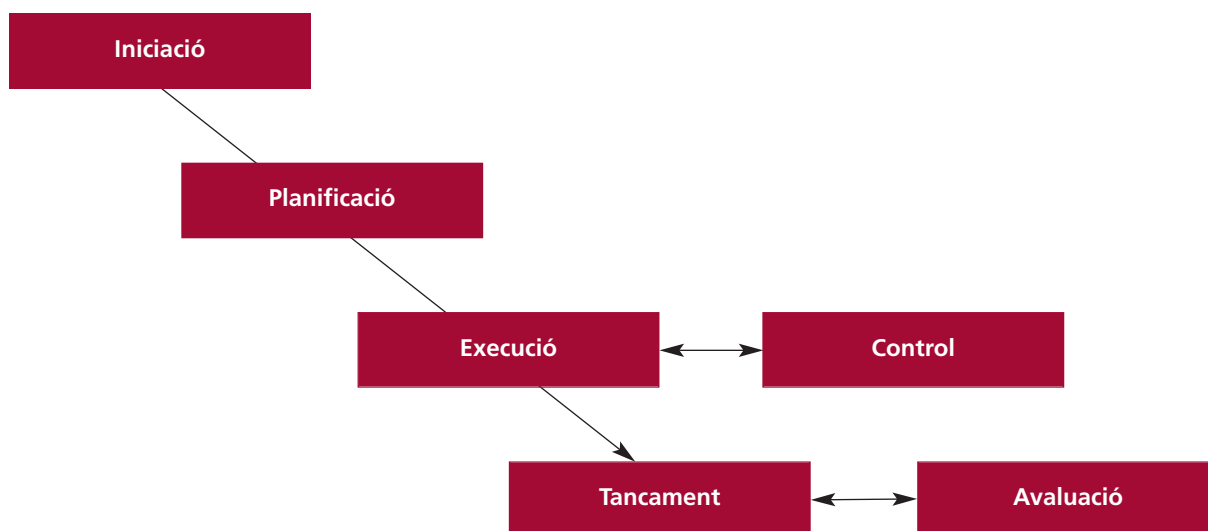 Iniciació
Planificació
Execució
Control
Tancament
Avaluació